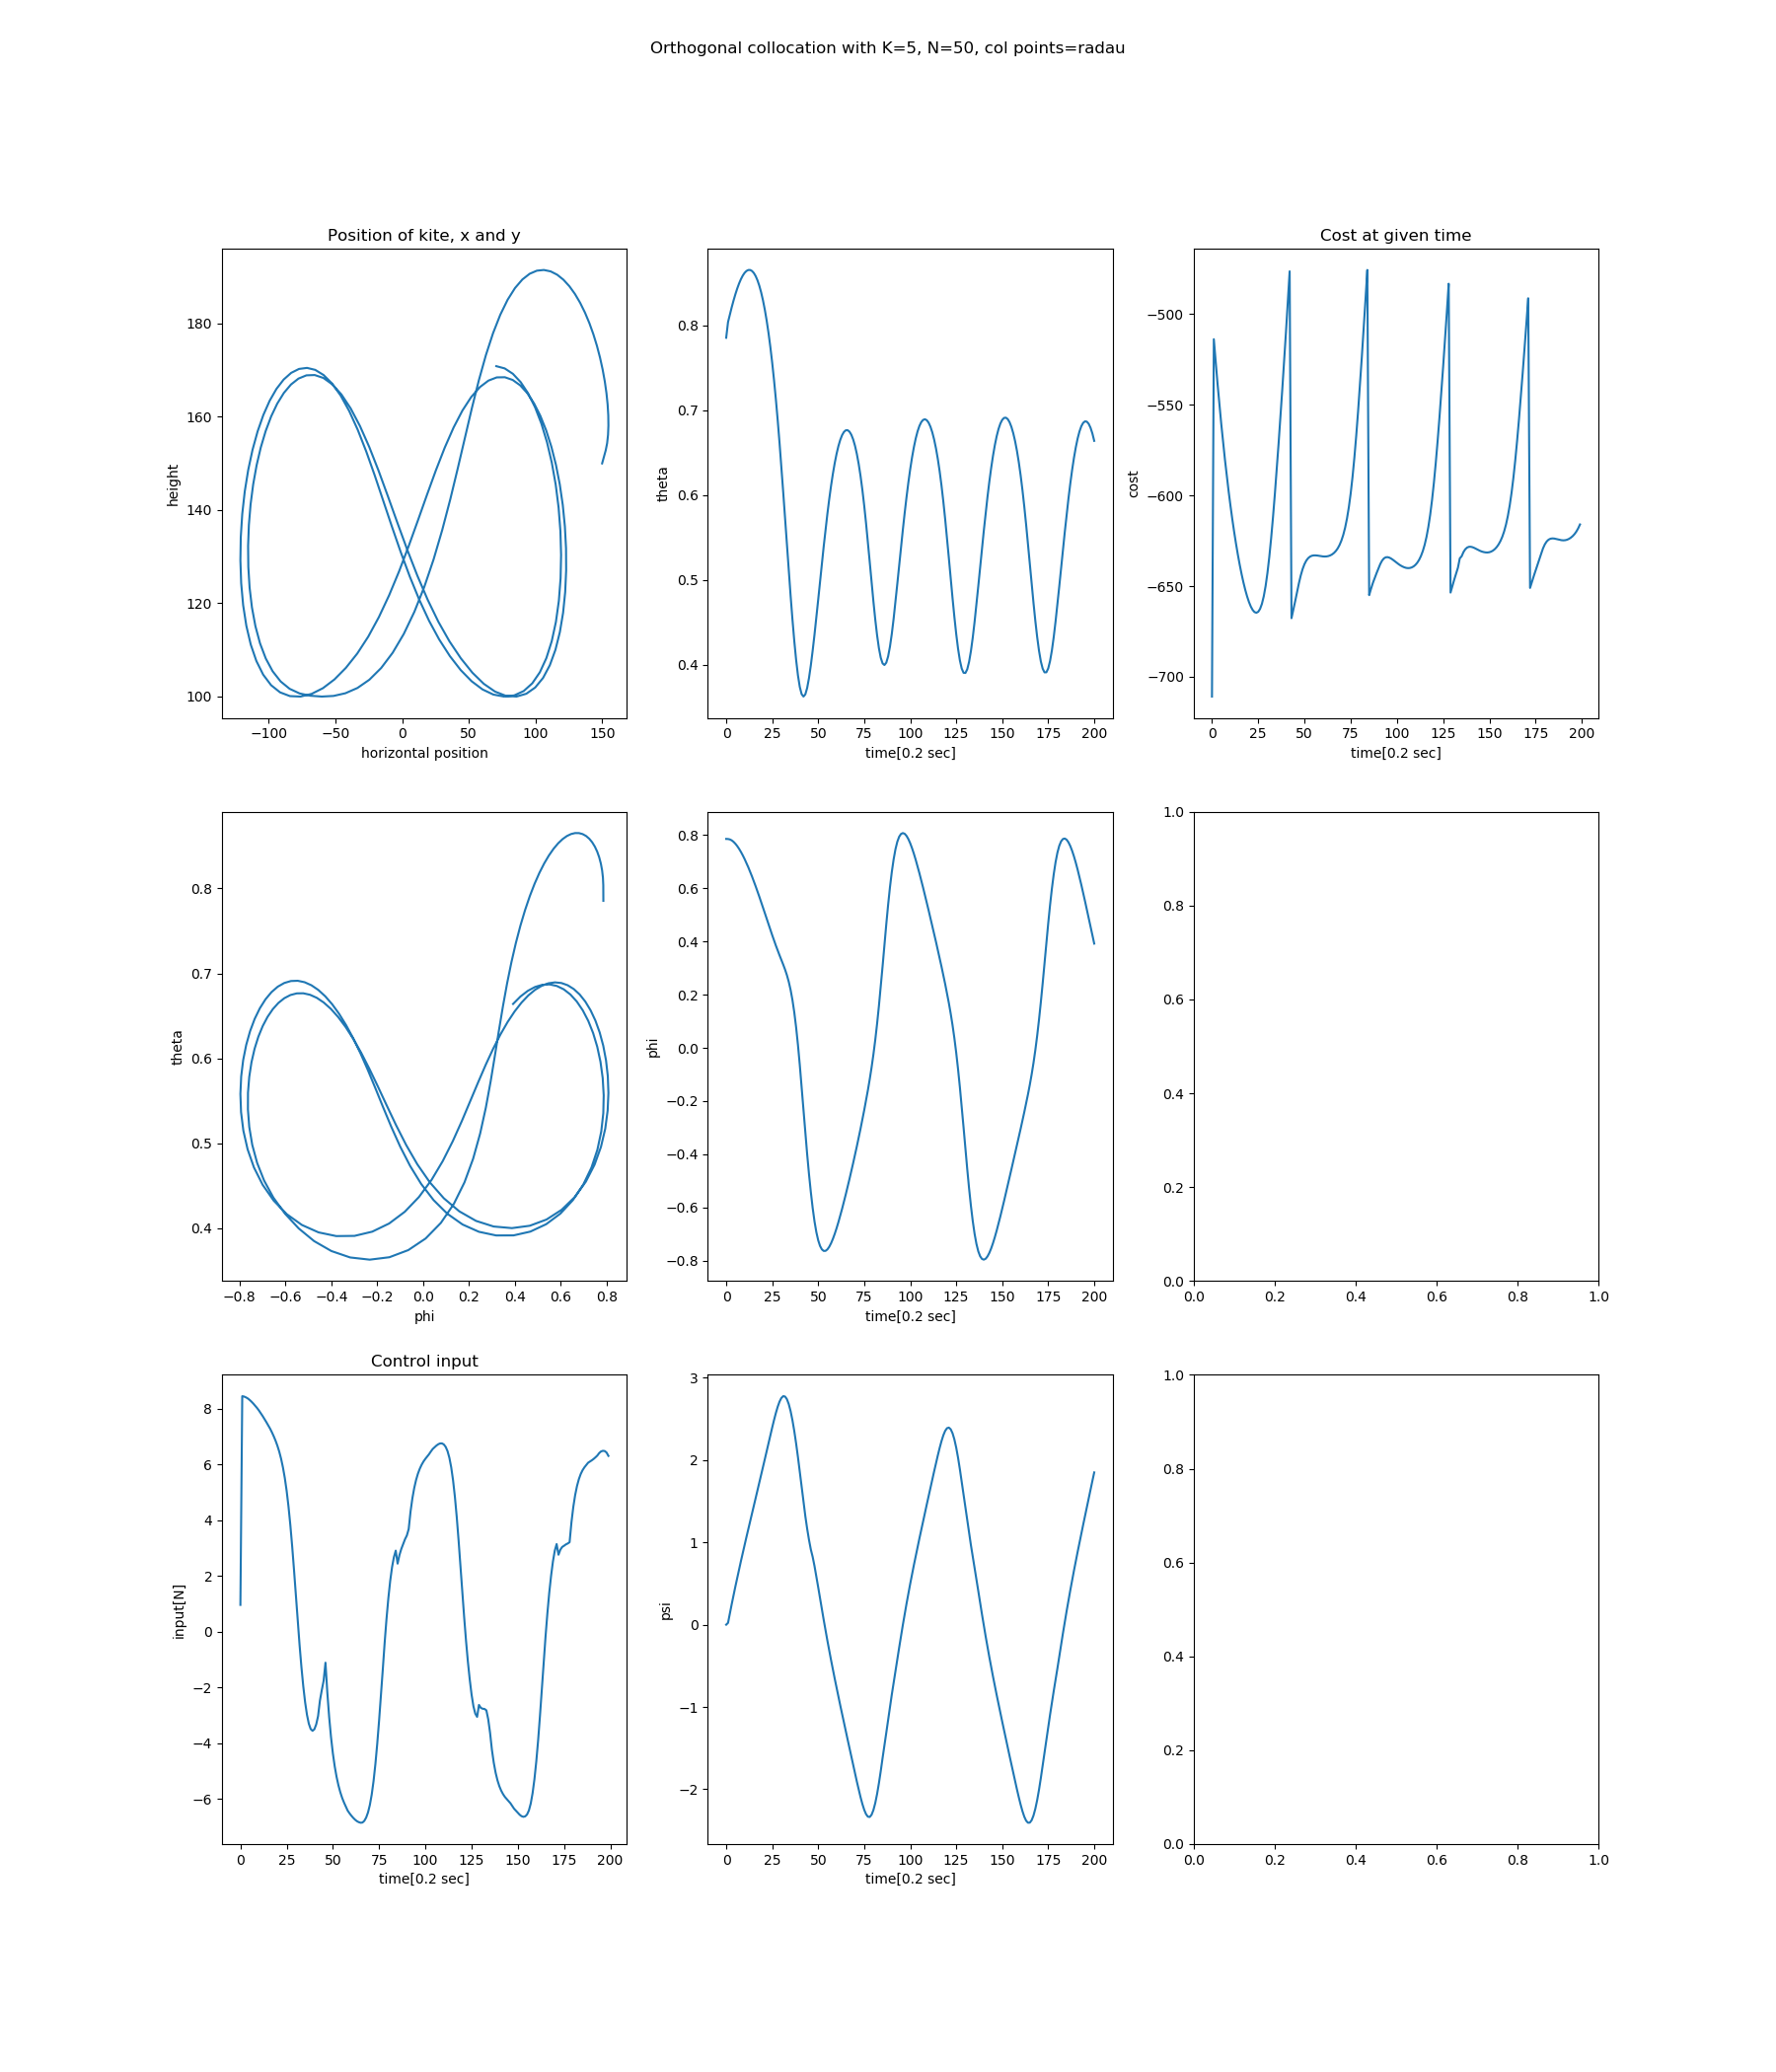 Orthogonal collocation with K=5, N=50, col points=radau
Position of kite, x and y
height
180
160
140
120
100
−100 −50 0 50 100 150
horizontal position
theta
0.8
0.7
0.6
0.5
0.4
0 25 50 75 100 125 150 175 200
time[0.2 sec]
Cost at given time
cost
−500
−550
−600
−650
−700
0 25 50 75 100 125 150 175 200
time[0.2 sec]
theta
0.8
0.7
0.6
0.5
0.4
−0.8 −0.6 −0.4 −0.2 0.0 0.2 0.4 0.6 0.8
phi
phi
0.8
0.6
0.4
0.2
0.0
−0.2
−0.4
−0.6
−0.8
0 25 50 75 100 125 150 175 200
time[0.2 sec]
1.0
0.8
0.6
0.4
0.2
0.0
0.0 0.2 0.4 0.6 0.8 1.0
Control input
input[N]
8
6
4
2
0
−2
−4
−6
0 25 50 75 100 125 150 175 200
time[0.2 sec]
psi
3
2
1
0
−1
−2
0 25 50 75 100 125 150 175 200
time[0.2 sec]
1.0
0.8
0.6
0.4
0.2
0.0
0.0 0.2 0.4 0.6 0.8 1.0